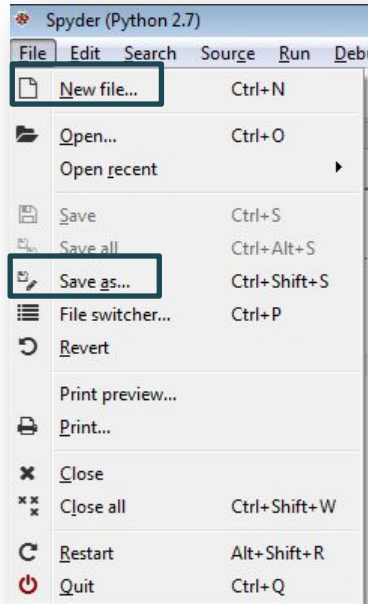 Spyder (Python 2.7)
File Edit Search Source Run Deb
New file... Ctrl+N
Open... Ctrl+O
Open recent
Save Ctrl+S
Save all Ctrl+Alt+S
Save as... Ctrl+Shift+S
File switcher... Ctrl+P
Revert
Print preview...
Print...
Close
Close all Ctrl+Shift+W
Restart Alt+Shift+R
Quit Ctrl+Q